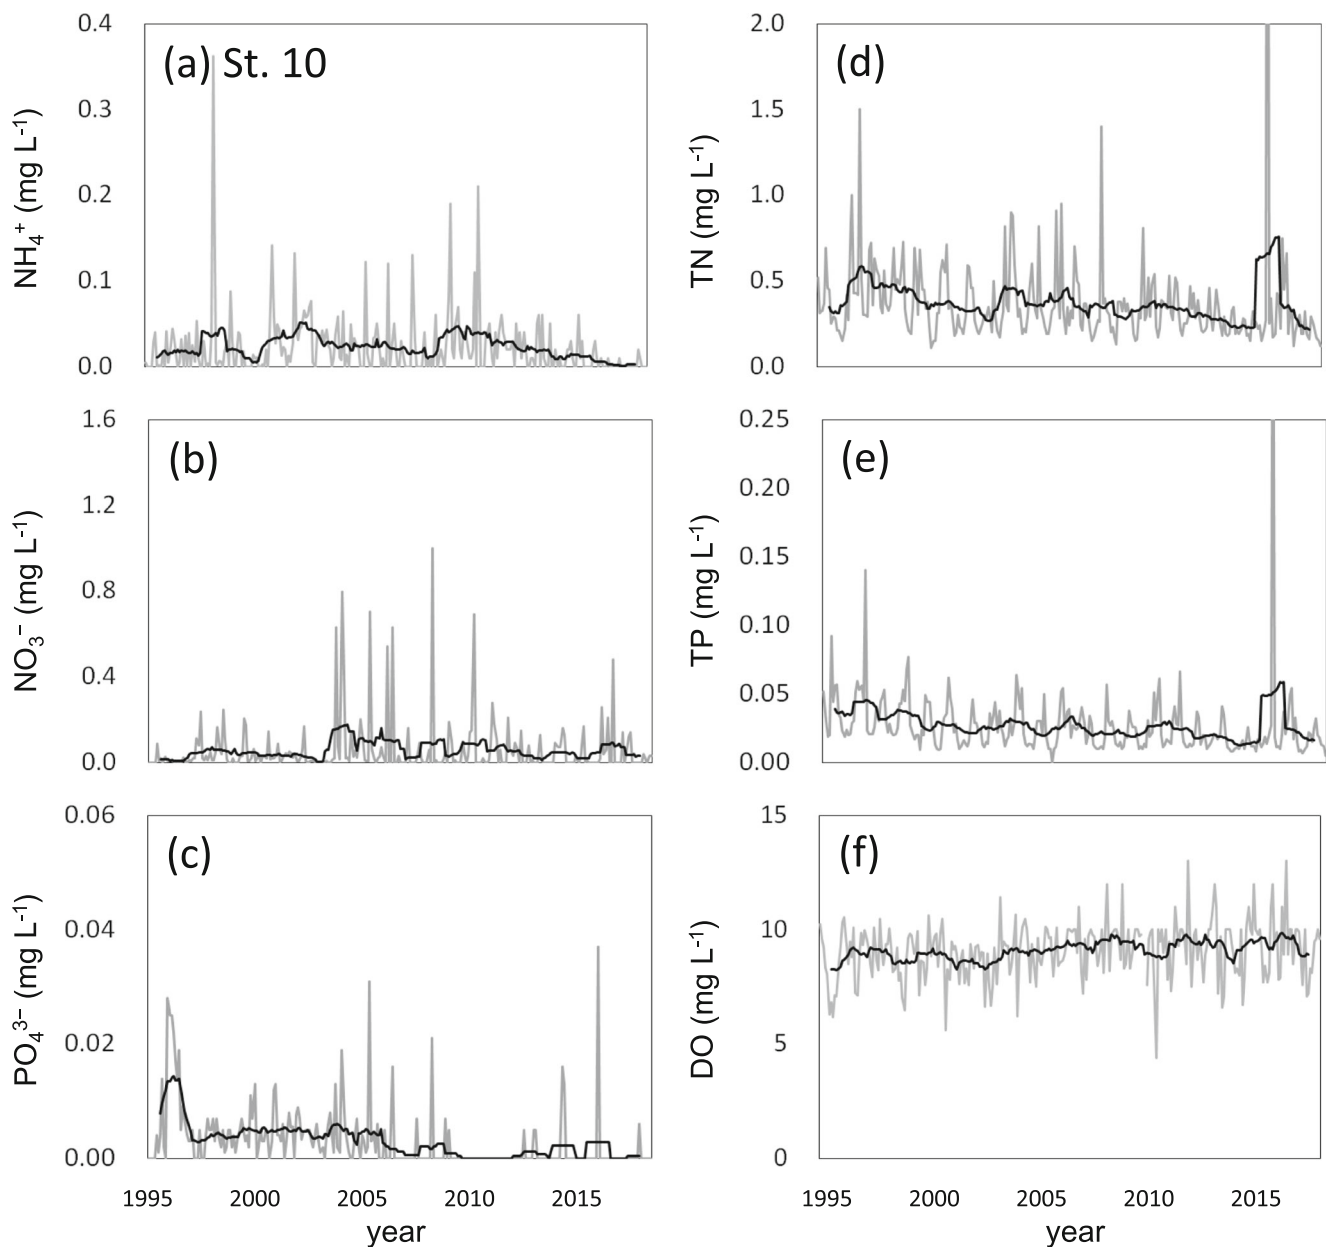 (a) St. 10
NH₄⁺ (mg L⁻¹)
0.4
0.3
0.2
0.1
0.0
(b)
NO₃⁻ (mg L⁻¹)
1.6
1.2
0.8
0.4
0.0
(c)
PO₄³⁻ (mg L⁻¹)
0.06
0.04
0.02
0.00
1995 2000 2005 2010 2015
year
(d)
TN (mg L⁻¹)
2.0
1.5
1.0
0.5
0.0
(e)
TP (mg L⁻¹)
0.25
0.20
0.15
0.10
0.05
0.00
(f)
DO (mg L⁻¹)
15
10
5
0
1995 2000 2005 2010 2015
year